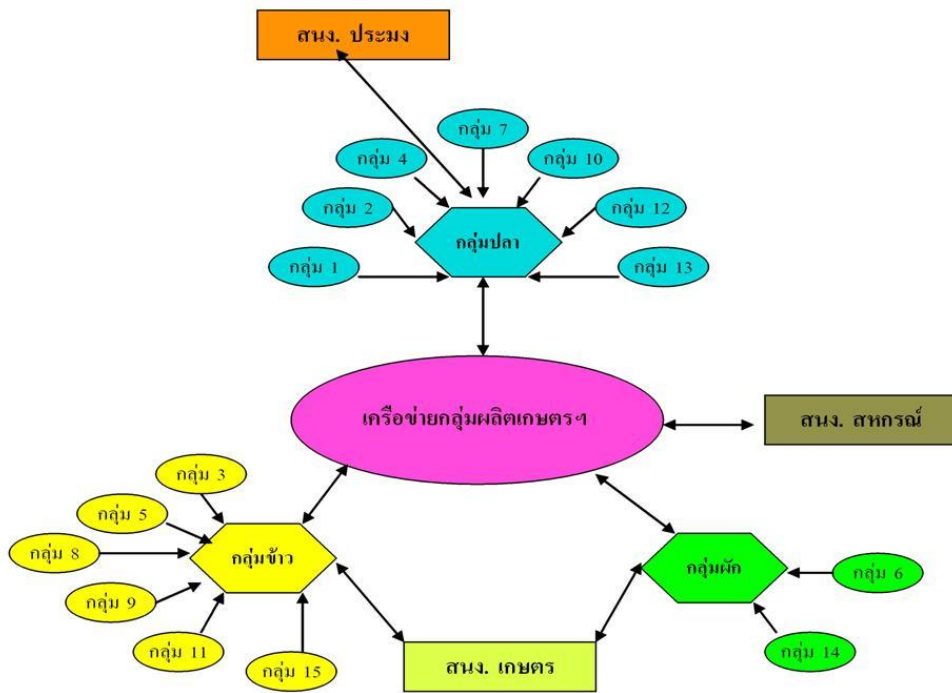 สนง. ประมง
กลุ่ม 7
กลุ่ม 4
กลุ่ม 10
กลุ่ม 2
กลุ่ม 12
กลุ่มปลา
กลุ่ม 1
กลุ่ม 13
เครือข่ายกลุ่มผลิตเกษตรฯ
สนง. สหกรณ์
กลุ่ม 3
กลุ่ม 5
กลุ่ม 8
กลุ่มข้าว
กลุ่มผัก
กลุ่ม 6
กลุ่ม 9
กลุ่ม 11
กลุ่ม 15
สนง. เกษตร
กลุ่ม 14